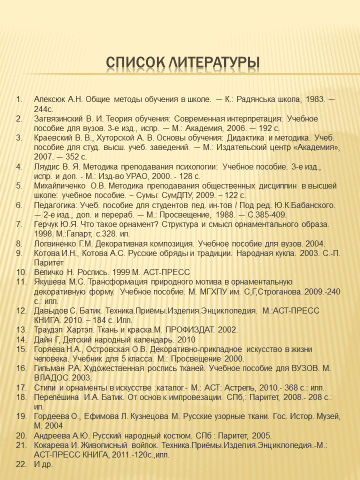 СПИСОК ЛИТЕРАТУРЫ
1. Алексюк А.Н. Общие методы обучения в школе. — К.: Радянська школа, 1983. —
244с.
2. Загвязинский В. И. Теория обучения: Современная интерпретация: Учебное
пособие для вузов. 3-е изд., испр. — М.: Академия, 2006. — 192 с.
3. Краевский В. В., Хуторской А. В. Основы обучения: Дидактика и методика. Учеб.
пособие для студ. высш. учеб. заведений. — М.: Издательский центр «Академия»,
2007. — 352 с.
4. Ляудис В. Я. Методика преподавания психологии: Учебное пособие. 3-е изд.,
испр. и доп. - М.: Изд-во УРАО, 2000. - 128 с.
5. Михайличенко О.В. Методика преподавания общественных дисциплин в высшей
школе: учебное пособие. – Сумы: СумДПУ, 2009. – 122 с.
6. Педагогика: Учеб. пособие для студентов пед. ин-тов / Под ред. Ю.К.Бабанского.
— 2-е изд., доп. и перераб. — М.: Просвещение, 1988. — С.385-409.
7. Герчук Ю.Я. Что такое орнамент? Структура и смысл орнаментального образа.
1998. М.:Галарт, с.328. ил.
8. Логвиненко Г.М. Декоративная композиция. Учебное пособие для вузов. 2004.
9. Котова И.Н., Котова А.С. Русские обряды и традиции. Народная кукла. 2003. С.-П.
Паритет
10. Величко Н. Роспись. 1999.М. АСТ-ПРЕСС
11. Якушева М.С. Трансформация природного мотива в орнаментальную
декоративную форму. Учебное пособие. М. МГХПУ им. С,Г,Строганова. 2009.-240
с.: илл.
12. Давыдов С. Батик. Техника.Приёмы.Изделия.Энциклопедия. М.:АСТ-ПРЕСС
КНИГА. 2010. – 184 с. Илл.
13. Траудэл Хартэл. Ткань и краска.М. ПРОФИЗДАТ. 2002.
14. Дайн Г, Детский народный календарь. 2010
15. Горяева Н.А., Островская О.В. Декоративно-прикладное искусство в жизни
человека. Учебник для 5 класса. М. Просвещение 2000.
16. Гильман Р.А. Художественная роспись тканей. Учебное пособие для ВУЗОВ. М.
ВЛАДОС. 2003.
17. Стили и орнаменты в искусстве :каталог.- М.: АСТ: Астрель, 2010.- 368 с.: илл.
18. Перепёшина И.А. Батик. От основ к импровезации. СПб,: Паритет, 2008.- 208 с.:
ил.
19. Гордеева О., Ефимова Л. Кузнецова М. Русские узорные ткани. Гос. Истор. Музей,
М. 2004
20. Андреева А.Ю. Русский народный костюм. СПб : Паритет, 2005.
21. Кокарева И. Живописный войлок. Техника.Приёмы.Изделия.Энциклопедия.-М.:
АСТ-ПРЕСС КНИГА, 2011.-120с.,илл.
22. И др.